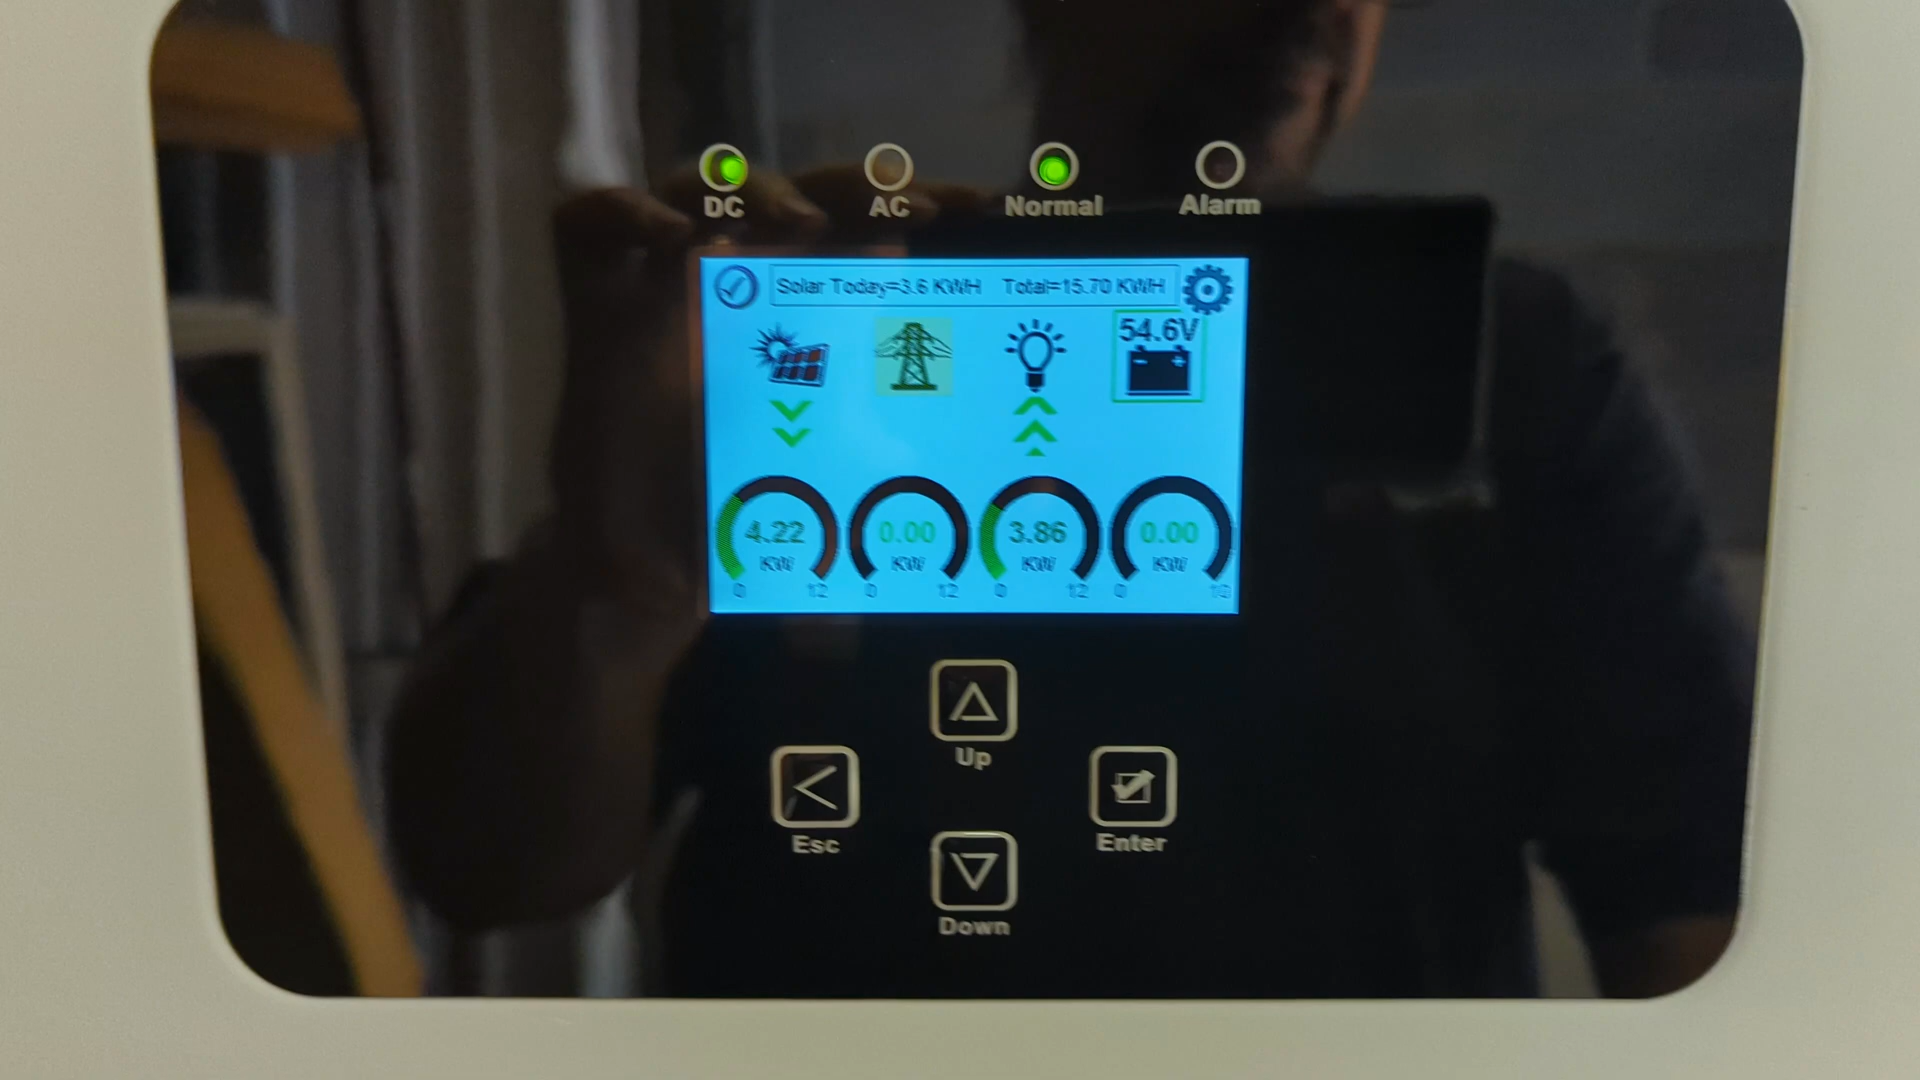 DC AC Normal Alarm
Solar Today=3.6 KWH Total=15.70 KWH
54.6V
4.22 0.00 3.86 0.00
KW KW KW KW
0 12 0 12 0 12 0
Up
Esc Enter
Down